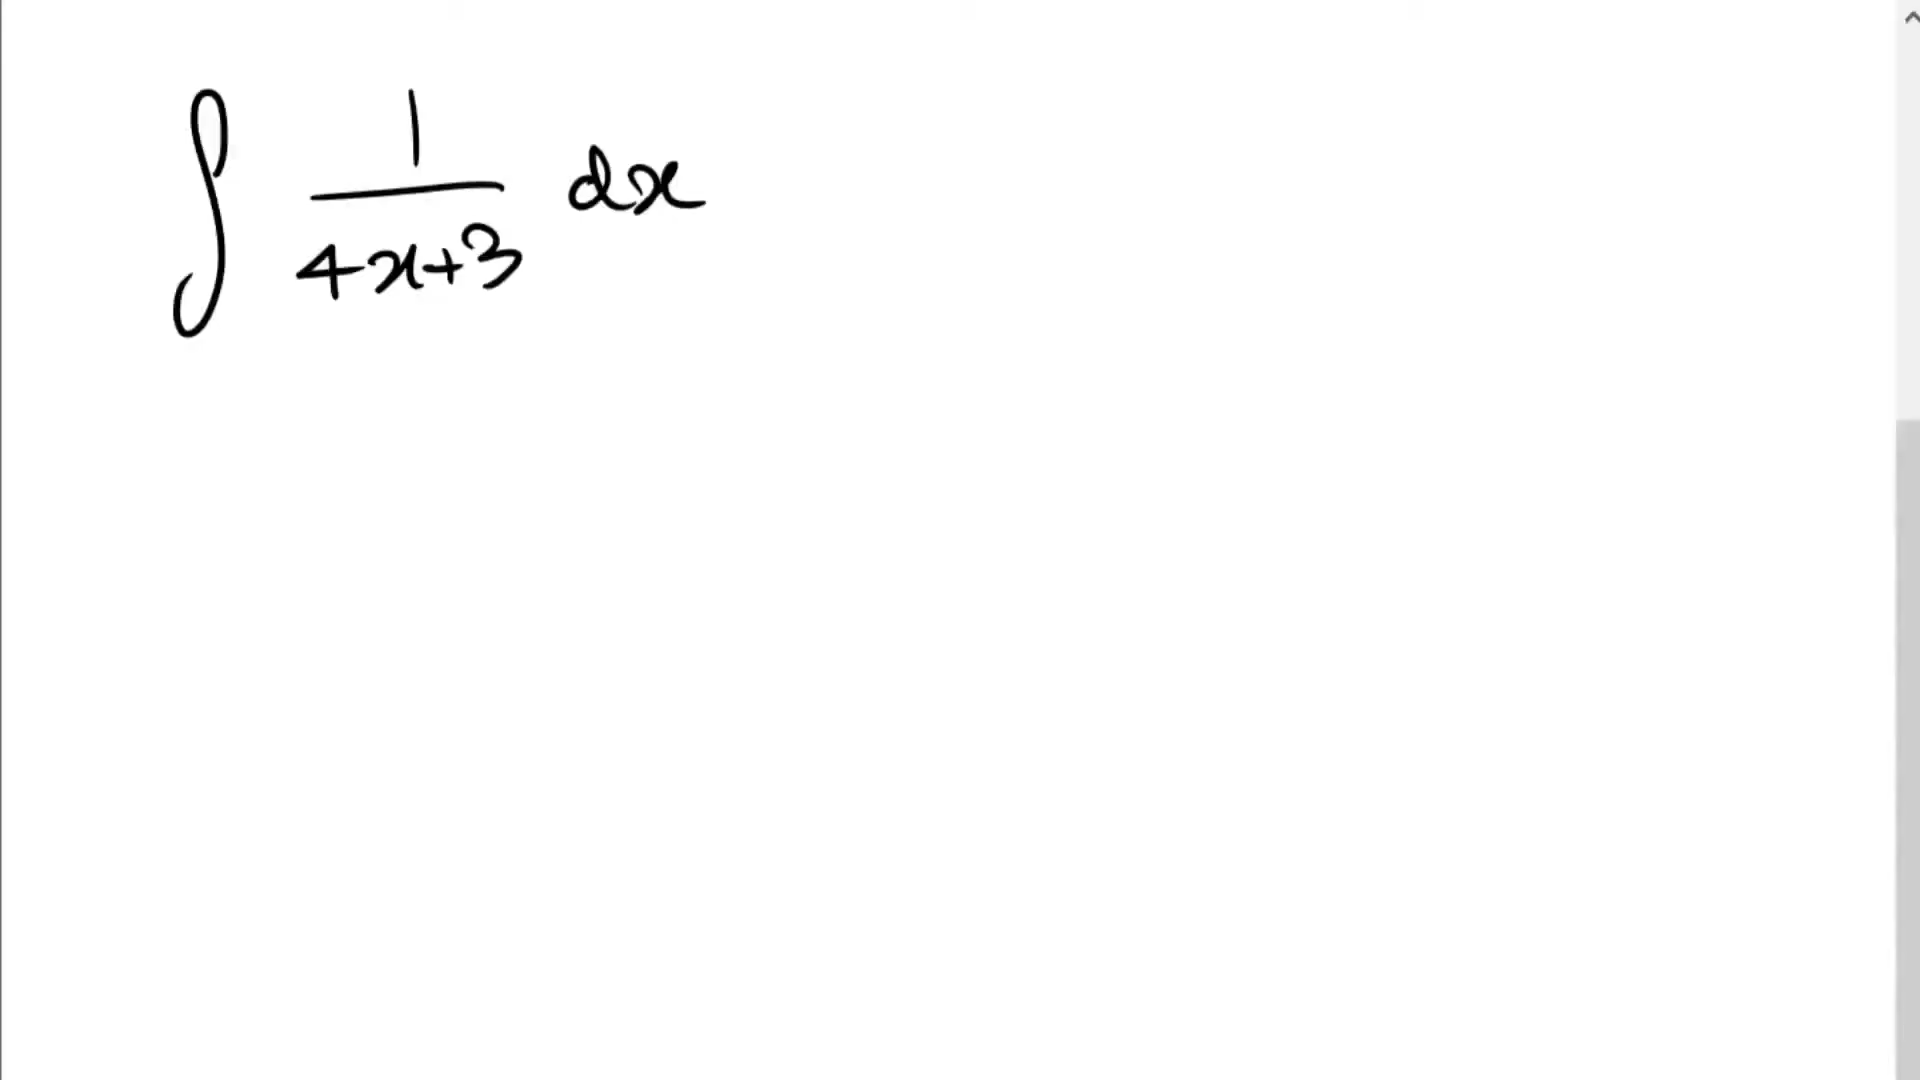 ∫ 1/(4x+3) dx